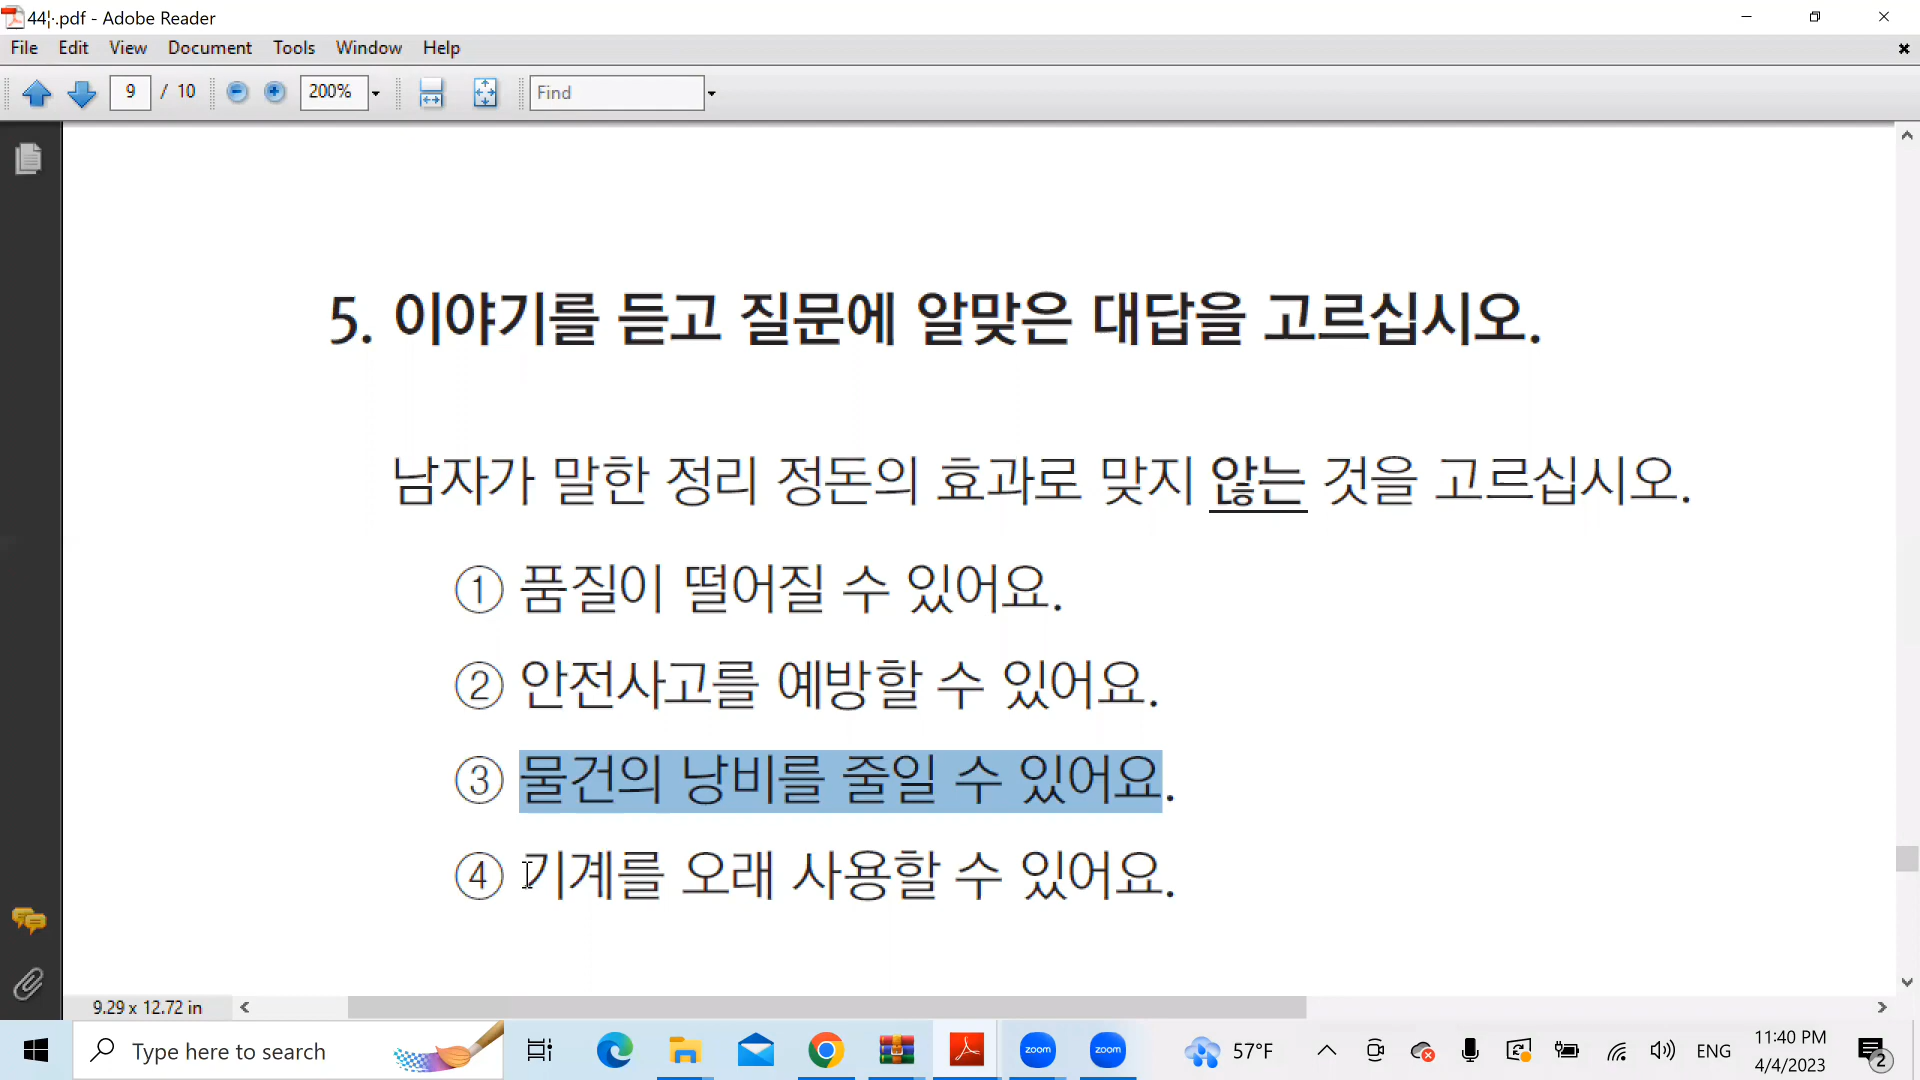 44¦·.pdf - Adobe Reader
File Edit View Document Tools Window Help
9 / 10 200% Find
5. 이야기를 듣고 질문에 알맞은 대답을 고르십시오.
남자가 말한 정리 정돈의 효과로 맞지 않는 것을 고르십시오.
① 품질이 떨어질 수 있어요.
② 안전사고를 예방할 수 있어요.
③ 물건의 낭비를 줄일 수 있어요.
④ 기계를 오래 사용할 수 있어요.
9.29 x 12.72 in
Type here to search zoom zoom 57°F ENG 11:40 PM
4/4/2023 2